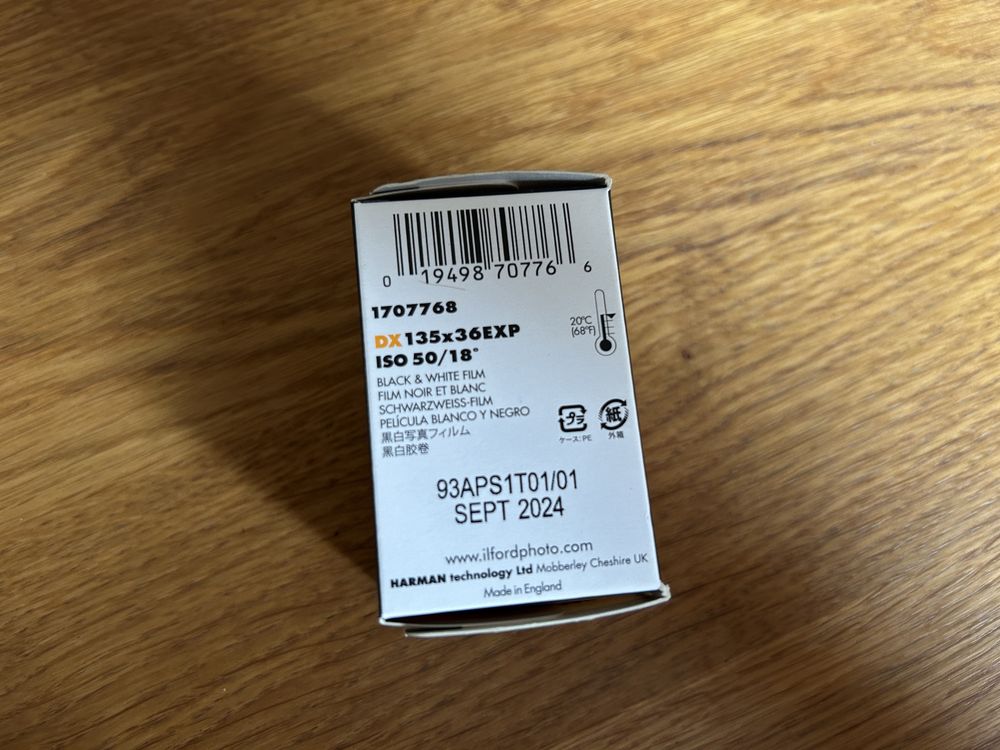 0 19498 70776 6
1707768
DX 135x36EXP
ISO 50/18°
20°C
(68°F)
BLACK & WHITE FILM
FILM NOIR ET BLANC
SCHWARZWEISS-FILM
PELÍCULA BLANCO Y NEGRO
黒白写真フィルム
黑白胶卷
プラ
ケース: PE
紙
外箱
93APS1T01/01
SEPT 2024
www.ilfordphoto.com
HARMAN technology Ltd Mobberley Cheshire UK
Made in England